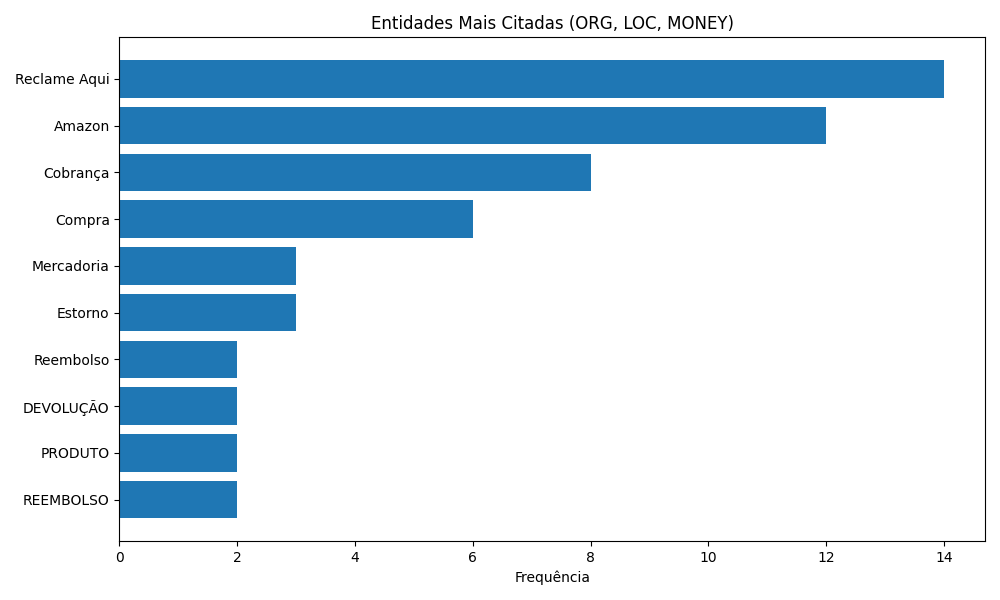 Entidades Mais Citadas (ORG, LOC, MONEY)
Reclame Aqui
Amazon
Cobrança
Compra
Mercadoria
Estorno
Reembolso
DEVOLUÇÃO
PRODUTO
REEMBOLSO
0 2 4 6 8 10 12 14
Frequência